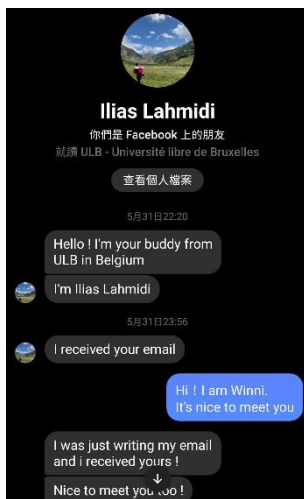 Ilias Lahmidi
你們是 Facebook 上的朋友
就讀 ULB - Université libre de Bruxelles
查看個人檔案
5月31日22:20
Hello ! I'm your buddy from
ULB in Belgium
I'm Ilias Lahmidi
5月31日23:56
I received your email
Hi ! I am Winni.
It's nice to meet you
I was just writing my email
and i received yours !
Nice to meet you too !